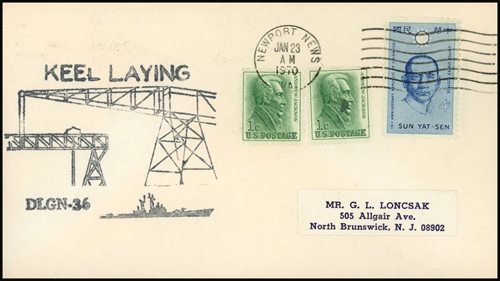 KEEL LAYING
DLGN-36
NEWPORT NEWS
JAN 23
A M
1970
1¢
U.S. POSTAGE
1¢
U.S. POSTAGE
4¢
SUN YAT-SEN
MR. G. L. LONCSAK
505 Allgair Ave.
North Brunswick, N. J. 08902